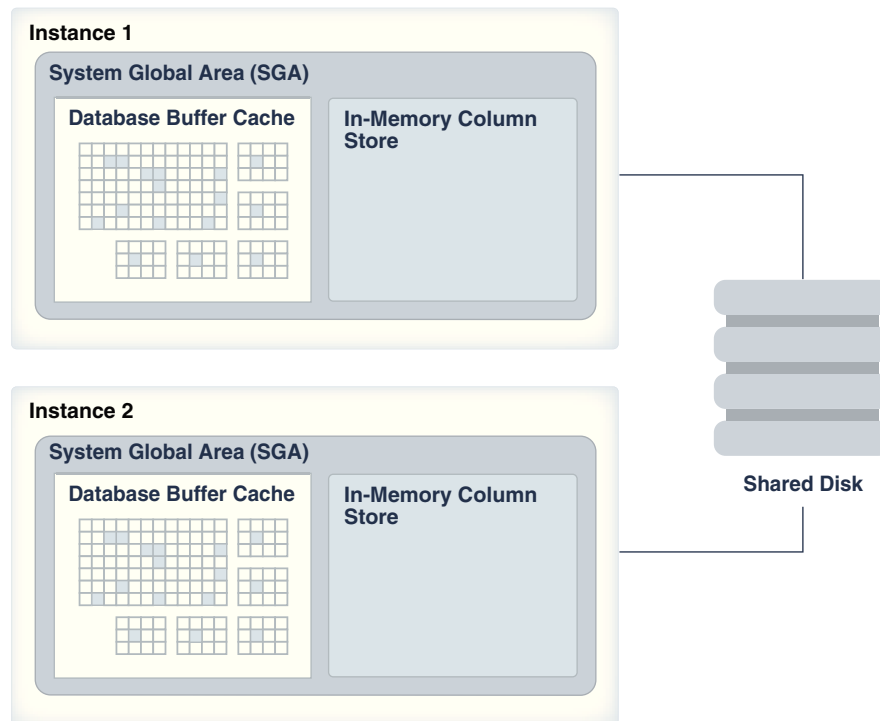 Instance 1
System Global Area (SGA)
Database Buffer Cache
In-Memory Column
Store
Shared Disk
Instance 2
System Global Area (SGA)
Database Buffer Cache
In-Memory Column
Store